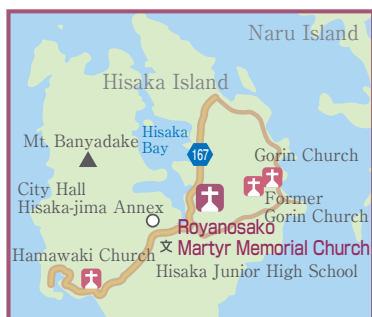 Naru Island
Hisaka Island
Mt. Banyadake
Hisaka
Bay
167
Gorin Church
City Hall
Hisaka-jima Annex
Former
Gorin Church
Royanosako
Martyr Memorial Church
Hamawaki Church
文
Hisaka Junior High School